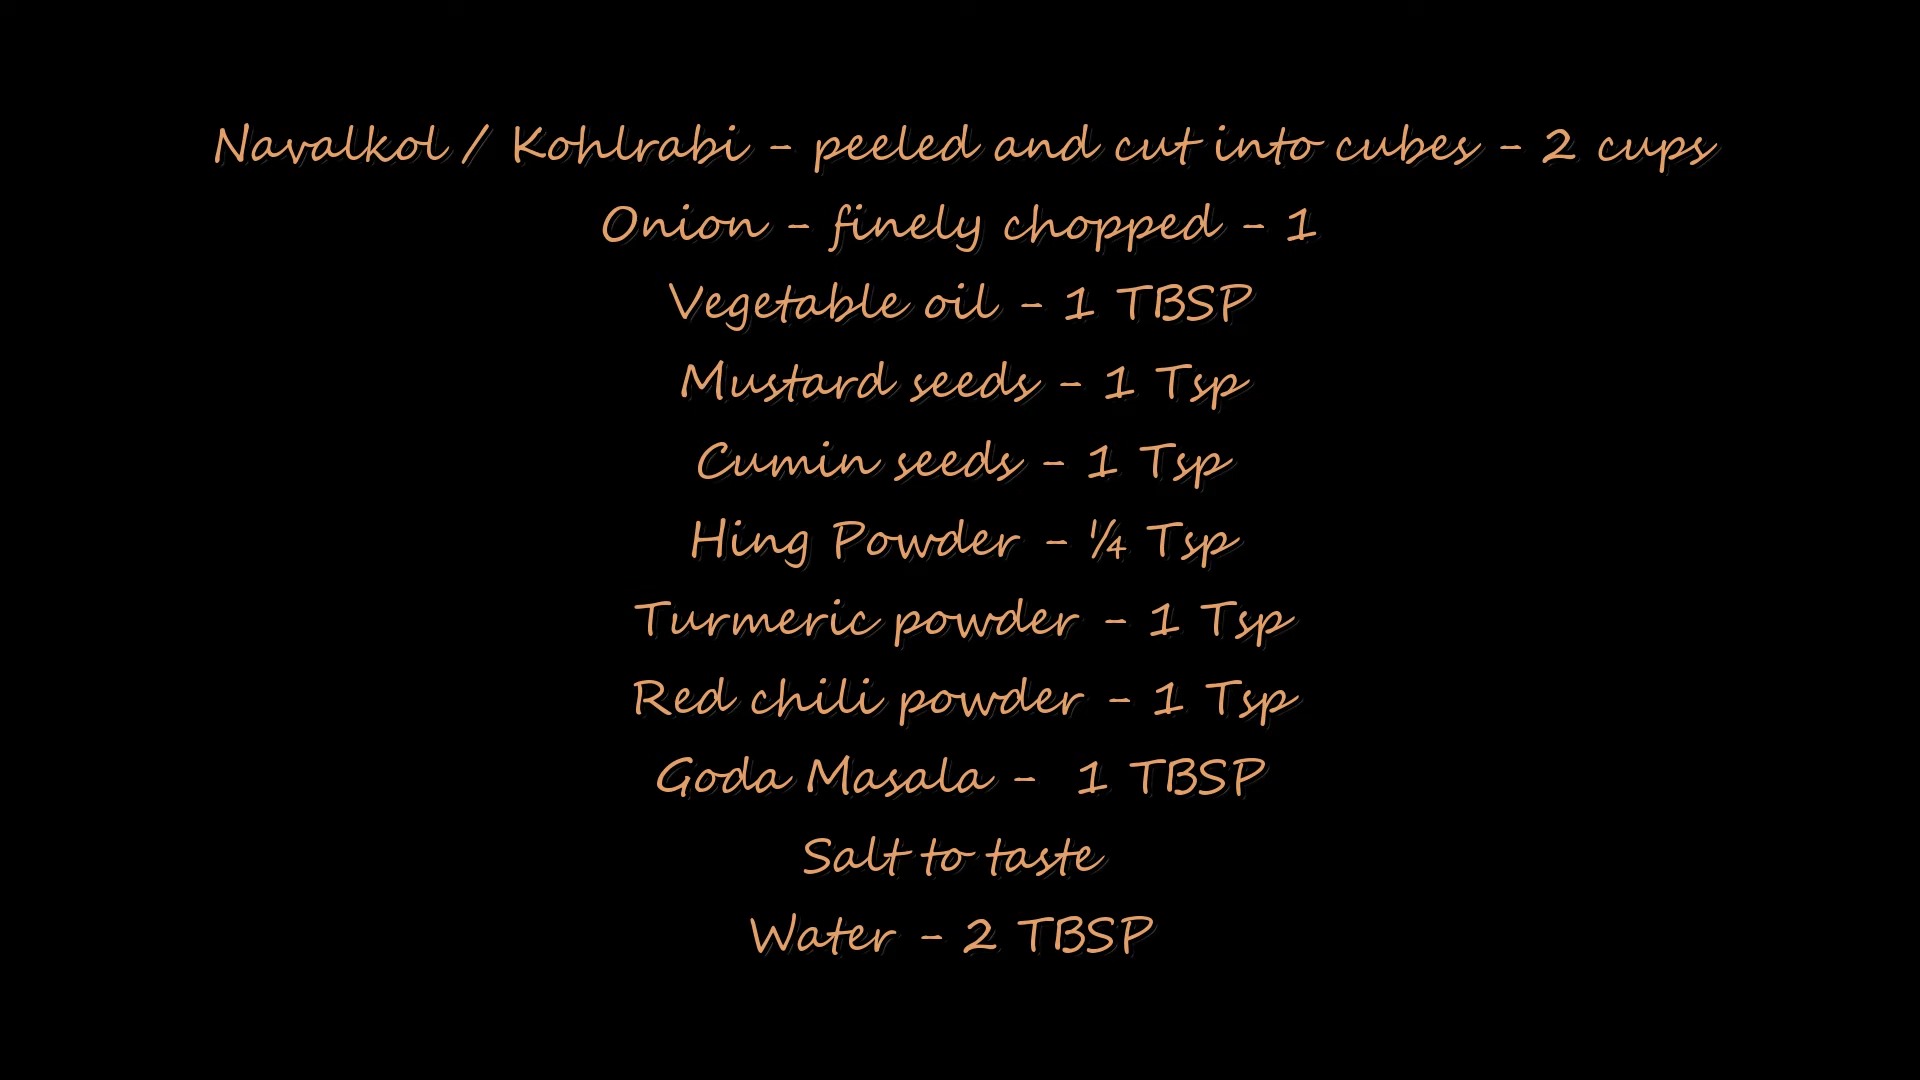 Navalkol / Kohlrabi - peeled and cut into cubes - 2 cups
Onion - finely chopped - 1
Vegetable oil - 1 TBSP
Mustard seeds - 1 Tsp
Cumin seeds - 1 Tsp
Hing Powder - ¼ Tsp
Turmeric powder - 1 Tsp
Red chili powder - 1 Tsp
Goda Masala - 1 TBSP
Salt to taste
Water - 2 TBSP